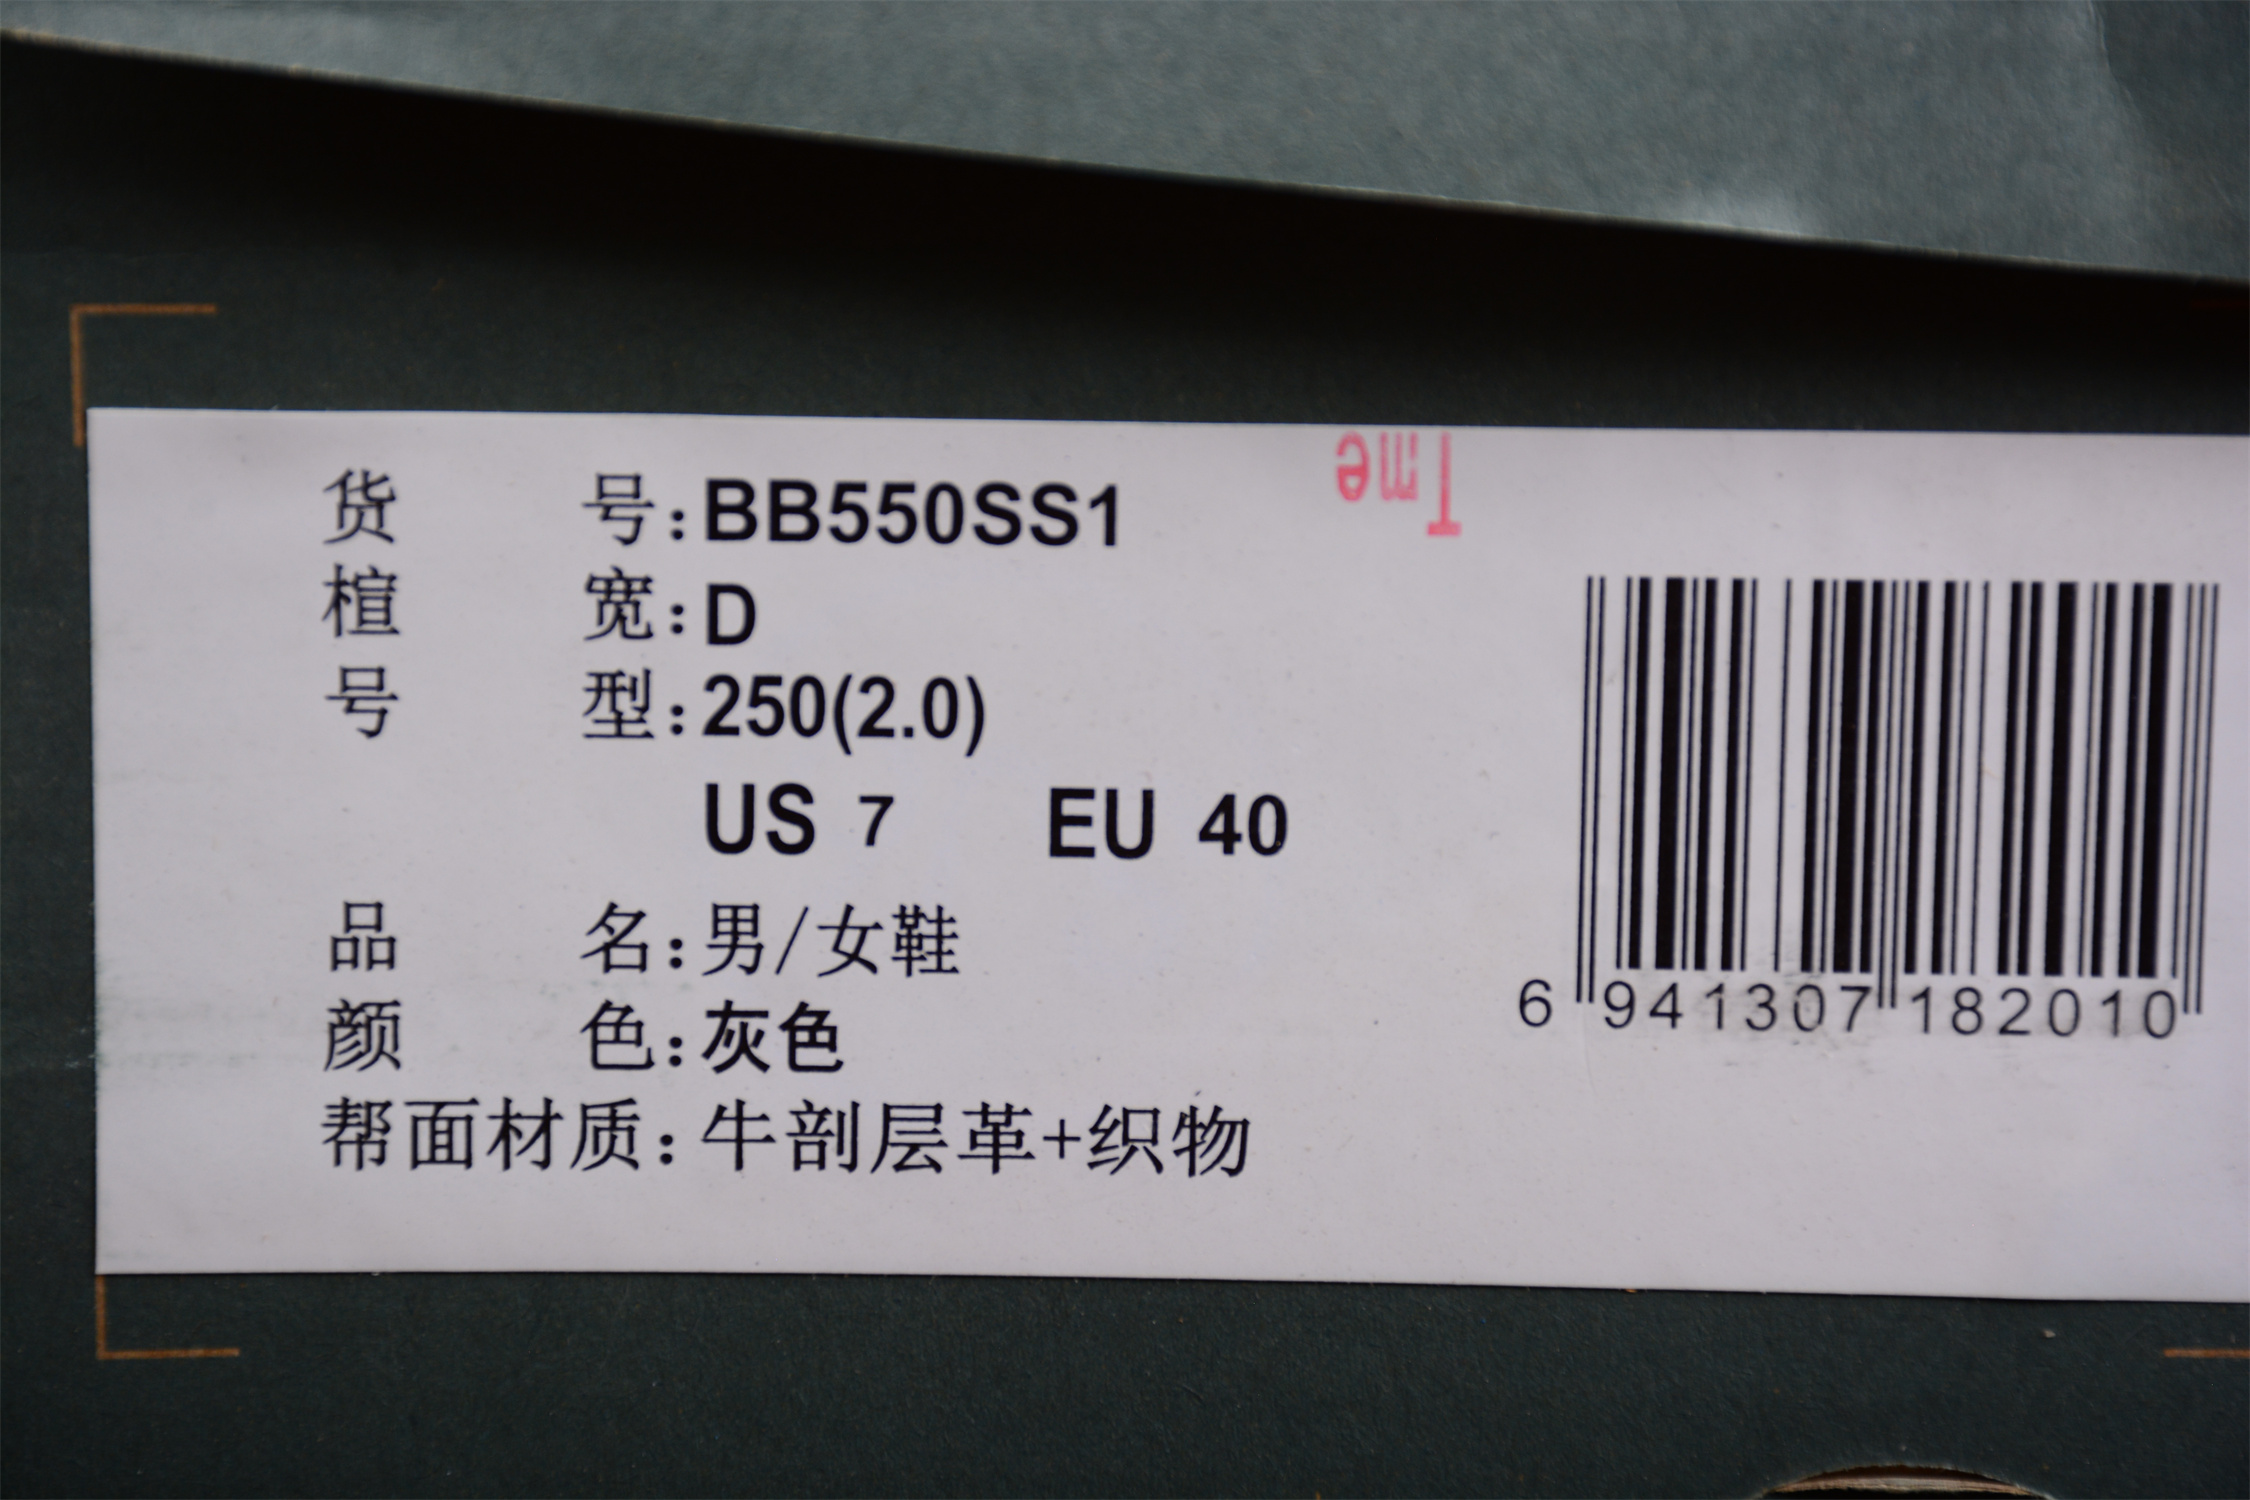 货号:BB550SS1
楦宽:D
号型:250(2.0)
US 7 EU 40
品名:男/女鞋
颜色:灰色
帮面材质:牛剖层革+织物
Tme
6 941307 182010